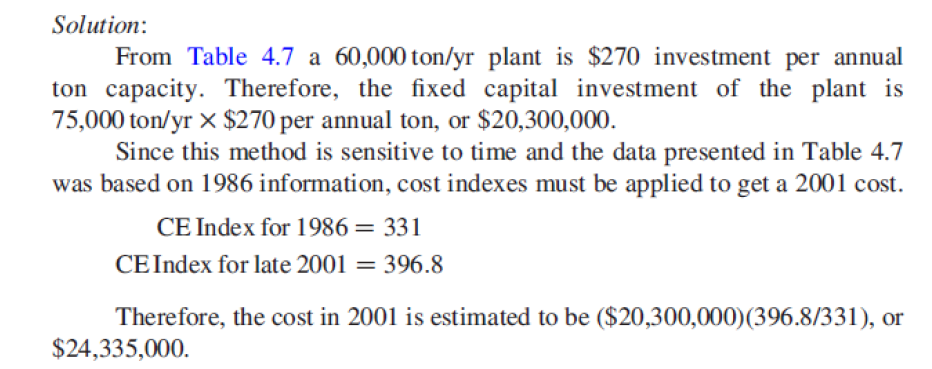 Solution:
From Table 4.7 a 60,000 ton/yr plant is $270 investment per annual
ton capacity. Therefore, the fixed capital investment of the plant is
75,000 ton/yr × $270 per annual ton, or $20,300,000.
Since this method is sensitive to time and the data presented in Table 4.7
was based on 1986 information, cost indexes must be applied to get a 2001 cost.
CE Index for 1986 = 331
CE Index for late 2001 = 396.8
Therefore, the cost in 2001 is estimated to be ($20,300,000)(396.8/331), or
$24,335,000.